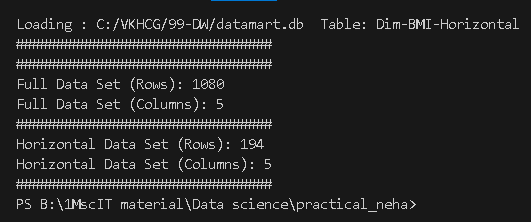 Loading : C:/VKHCG/99-DW/datamart.db  Table: Dim-BMI-Horizontal
################################
################################
Full Data Set (Rows): 1080
Full Data Set (Columns): 5
################################
Horizontal Data Set (Rows): 194
Horizontal Data Set (Columns): 5
################################
PS B:\1MscIT material\Data science\practical_neha>